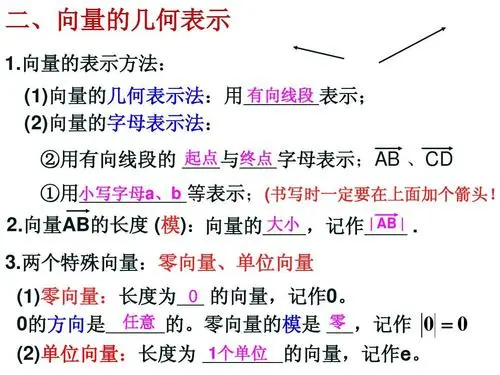 二、向量的几何表示
1.向量的表示方法：
(1)向量的几何表示法：用有向线段表示；
(2)向量的字母表示法：
②用有向线段的 起点与终点字母表示；AB 、CD
①用小写字母a、b等表示；(书写时一定要在上面加个箭头！
2.向量AB的长度 (模)：向量的大小，记作|AB| .
3.两个特殊向量：零向量、单位向量
(1)零向量：长度为 0 的向量，记作0。
0的方向是 任意 的。零向量的模是 零 ，记作 |0| = 0
(2)单位向量：长度为 1个单位 的向量，记作e。